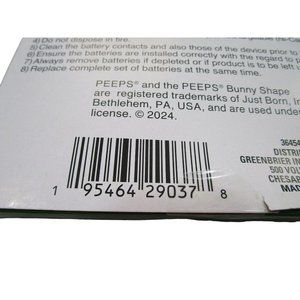 4) Do not dispose in fire.
5) Clean the battery contacts and also those of the device prior to
6) Ensure the batteries are installed correctly with regard to
7) Always remove batteries if depleted or if product is to be left
8) Replace complete set of batteries at the same time.
PEEPS® and the PEEPS® Bunny Shape
are registered trademarks of Just Born, In
Bethlehem, PA, USA, and are used under
license. © 2024.
36454
DISTRI
GREENBRIER IN
500 VOL
CHESAP
MAD
1 95464 29037 8